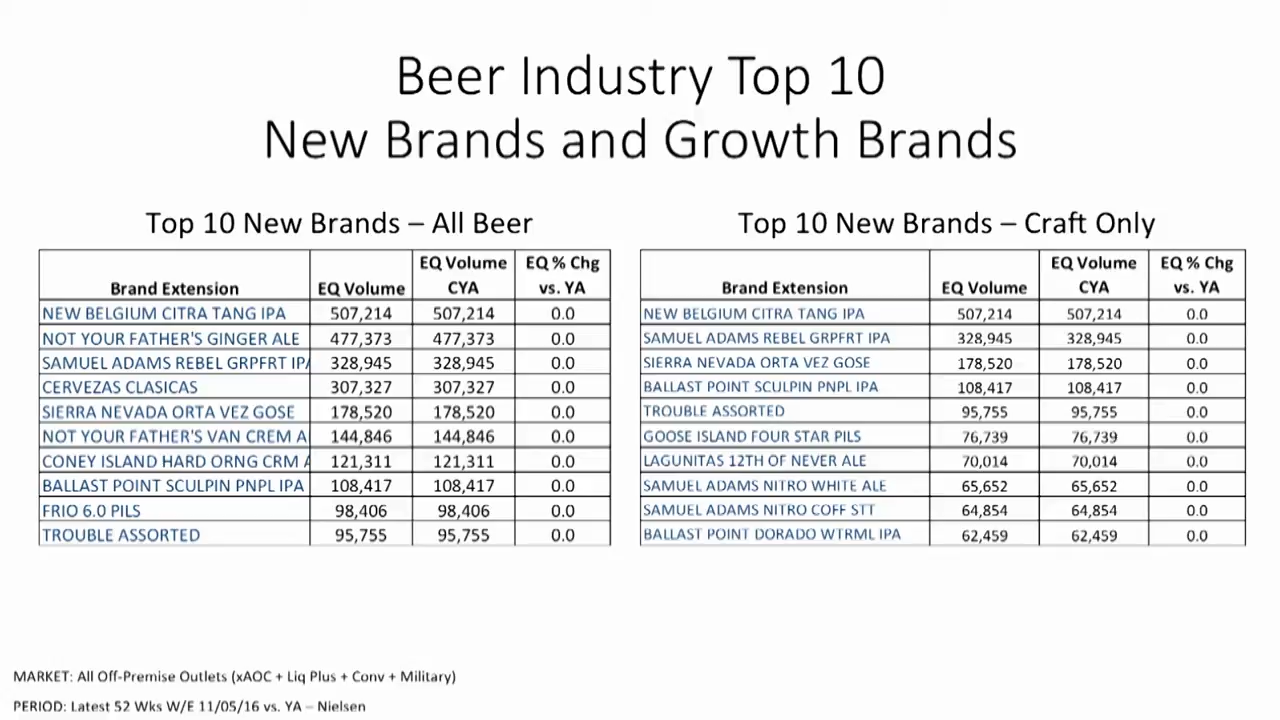 Beer Industry Top 10
New Brands and Growth Brands
Top 10 New Brands – All Beer
Brand Extension EQ Volume EQ Volume CYA EQ % Chg vs. YA
NEW BELGIUM CITRA TANG IPA 507,214 507,214 0.0
NOT YOUR FATHER'S GINGER ALE 477,373 477,373 0.0
SAMUEL ADAMS REBEL GRPFRT IPA 328,945 328,945 0.0
CERVEZAS CLASICAS 307,327 307,327 0.0
SIERRA NEVADA ORTA VEZ GOSE 178,520 178,520 0.0
NOT YOUR FATHER'S VAN CREM A 144,846 144,846 0.0
CONEY ISLAND HARD ORNG CRM A 121,311 121,311 0.0
BALLAST POINT SCULPIN PNPL IPA 108,417 108,417 0.0
FRIO 6.0 PILS 98,406 98,406 0.0
TROUBLE ASSORTED 95,755 95,755 0.0
Top 10 New Brands – Craft Only
Brand Extension EQ Volume EQ Volume CYA EQ % Chg vs. YA
NEW BELGIUM CITRA TANG IPA 507,214 507,214 0.0
SAMUEL ADAMS REBEL GRPFRT IPA 328,945 328,945 0.0
SIERRA NEVADA ORTA VEZ GOSE 178,520 178,520 0.0
BALLAST POINT SCULPIN PNPL IPA 108,417 108,417 0.0
TROUBLE ASSORTED 95,755 95,755 0.0
GOOSE ISLAND FOUR STAR PILS 76,739 76,739 0.0
LAGUNITAS 12TH OF NEVER ALE 70,014 70,014 0.0
SAMUEL ADAMS NITRO WHITE ALE 65,652 65,652 0.0
SAMUEL ADAMS NITRO COFF STT 64,854 64,854 0.0
BALLAST POINT DORADO WTRML IPA 62,459 62,459 0.0
MARKET: All Off-Premise Outlets (xAOC + Liq Plus + Conv + Military)
PERIOD: Latest 52 Wks W/E 11/05/16 vs. YA – Nielsen